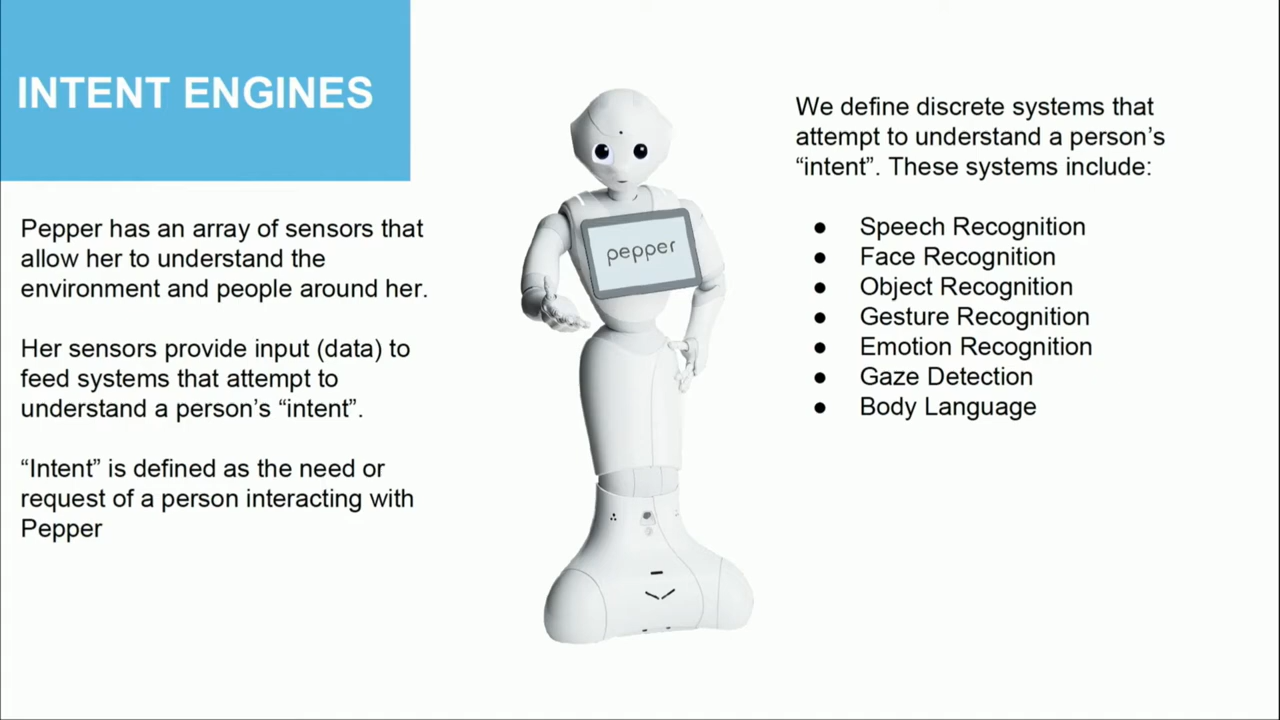 INTENT ENGINES
Pepper has an array of sensors that
allow her to understand the
environment and people around her.
Her sensors provide input (data) to
feed systems that attempt to
understand a person’s “intent”.
“Intent” is defined as the need or
request of a person interacting with
Pepper
pepper
We define discrete systems that
attempt to understand a person’s
“intent”. These systems include:
● Speech Recognition
● Face Recognition
● Object Recognition
● Gesture Recognition
● Emotion Recognition
● Gaze Detection
● Body Language